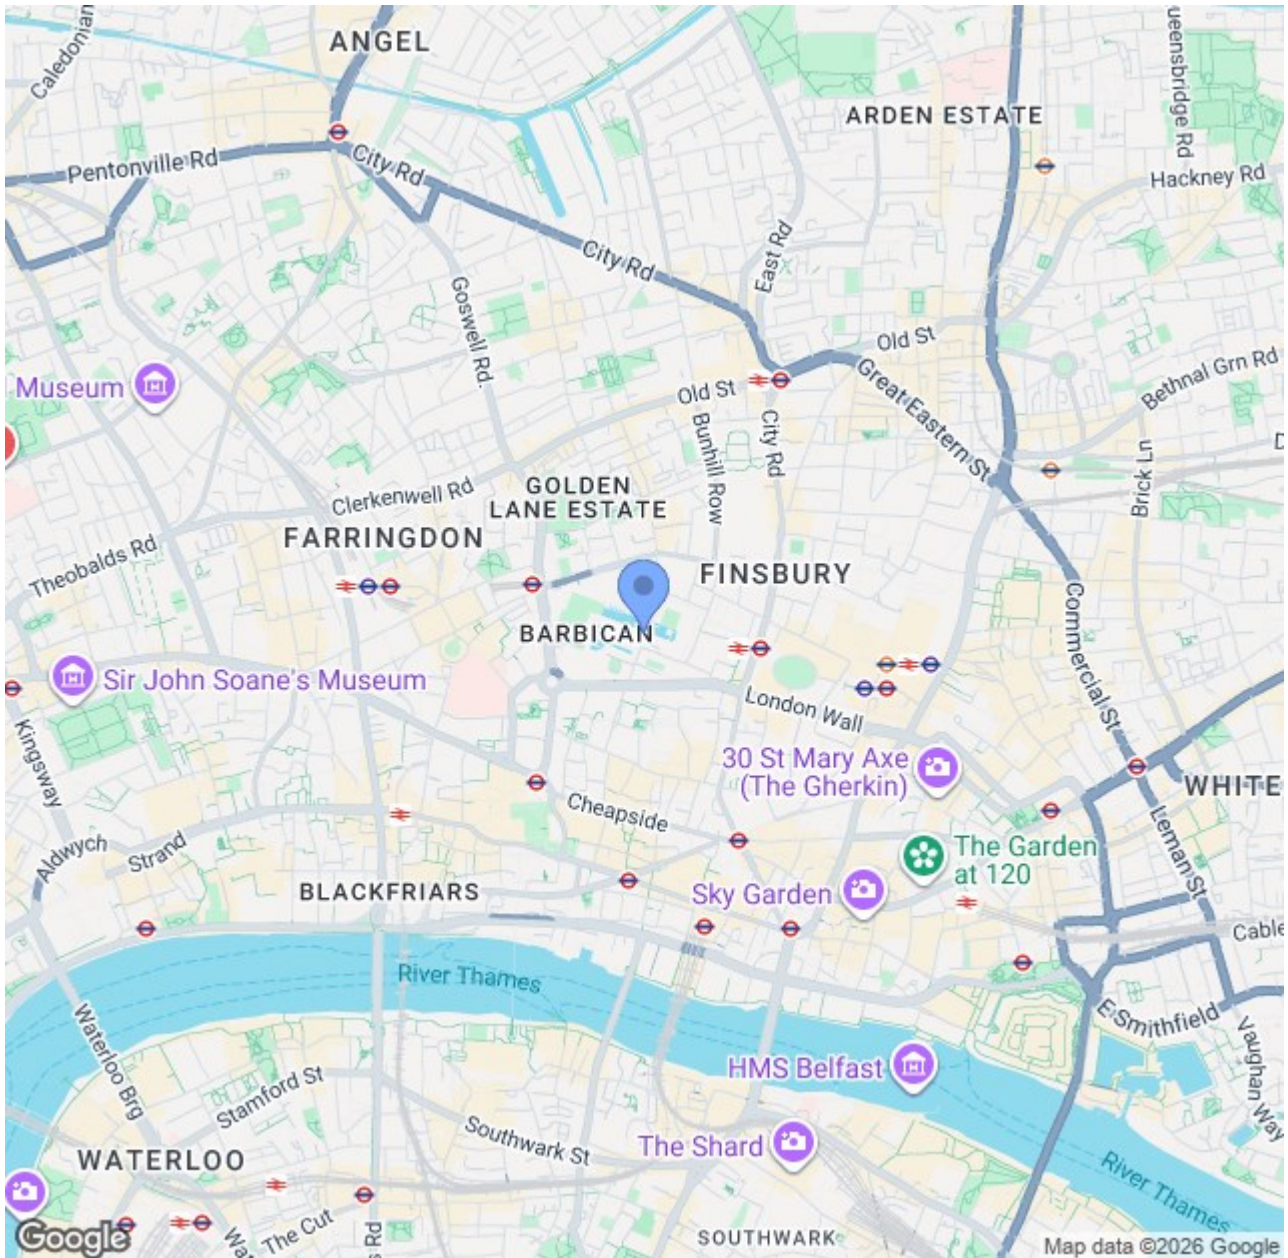 Caledonian
ANGEL
ueensbridge Rd
ARDEN ESTATE
Pentonville Rd
City Rd
Hackney Rd
City Rd
East Rd
Goswell Rd.
Old St
Great Eastern St
Bethnal Grn Rd
Museum
Old St
Bunhill Row
City Rd
Brick Ln
D
Clerkenwell Rd
GOLDEN
LANE ESTATE
FARRINGDON
Theobalds Rd
FINSBURY
Commercial St
BARBICAN
Sir John Soane's Museum
London Wall
Kingsway
30 St Mary Axe
(The Gherkin)
WHITE
Cheapside
Leman St
Aldwych
Strand
The Garden
at 120
BLACKFRIARS
Sky Garden
Cable
River Thames
E Smithfield
Waterloo Brg
Vaughan Way
HMS Belfast
Stamford St
Southwark St
The Shard
WATERLOO
River Thames
The Cut
Wa
s Rd
SOUTHWARK
Google
Map data ©2026 Google